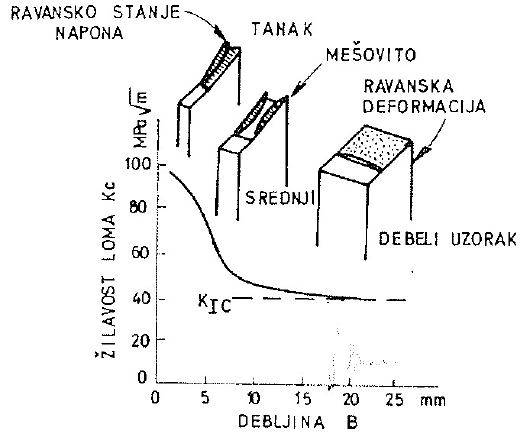 RAVANSKO STANJE
NAPONA
TANAK
MEŠOVITO
RAVANSKA
DEFORMACIJA
SREDNJI
DEBELI UZORAK
MPa√m
ŽILAVOST LOMA Kc
100
80
60
40
20
0
KIC
0 5 10 15 20 25 mm
DEBLJINA B